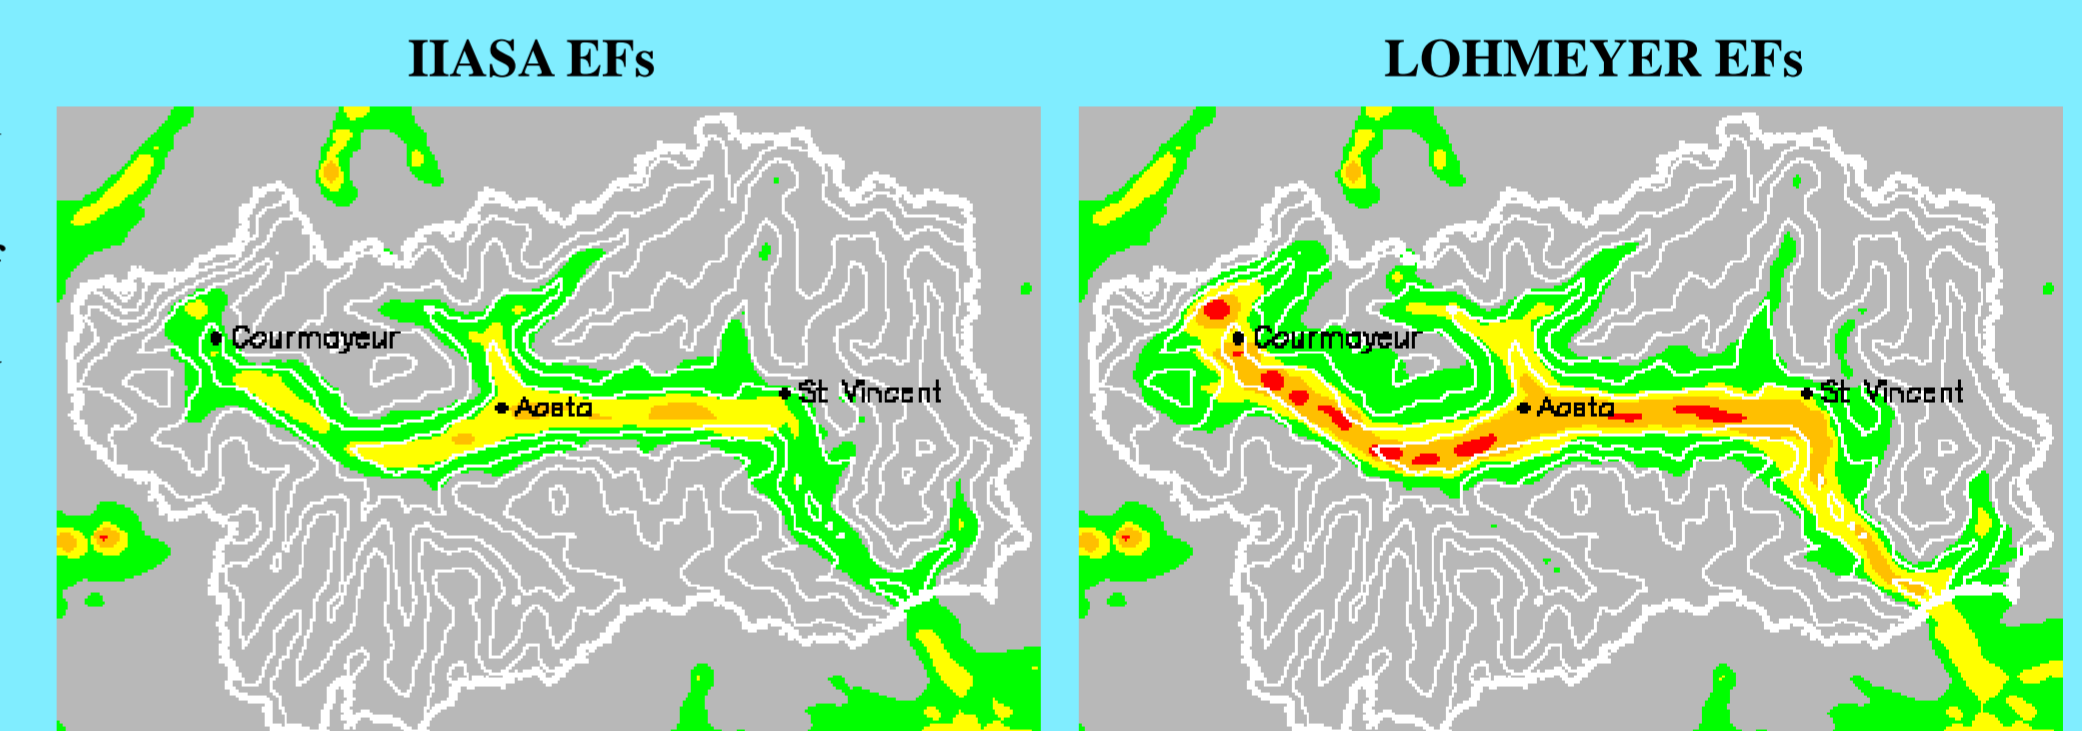 IIASA EFs
LOHMEYER EFs
Courmayeur
Aosta
St Vincent
Courmayeur
Aosta
St Vincent